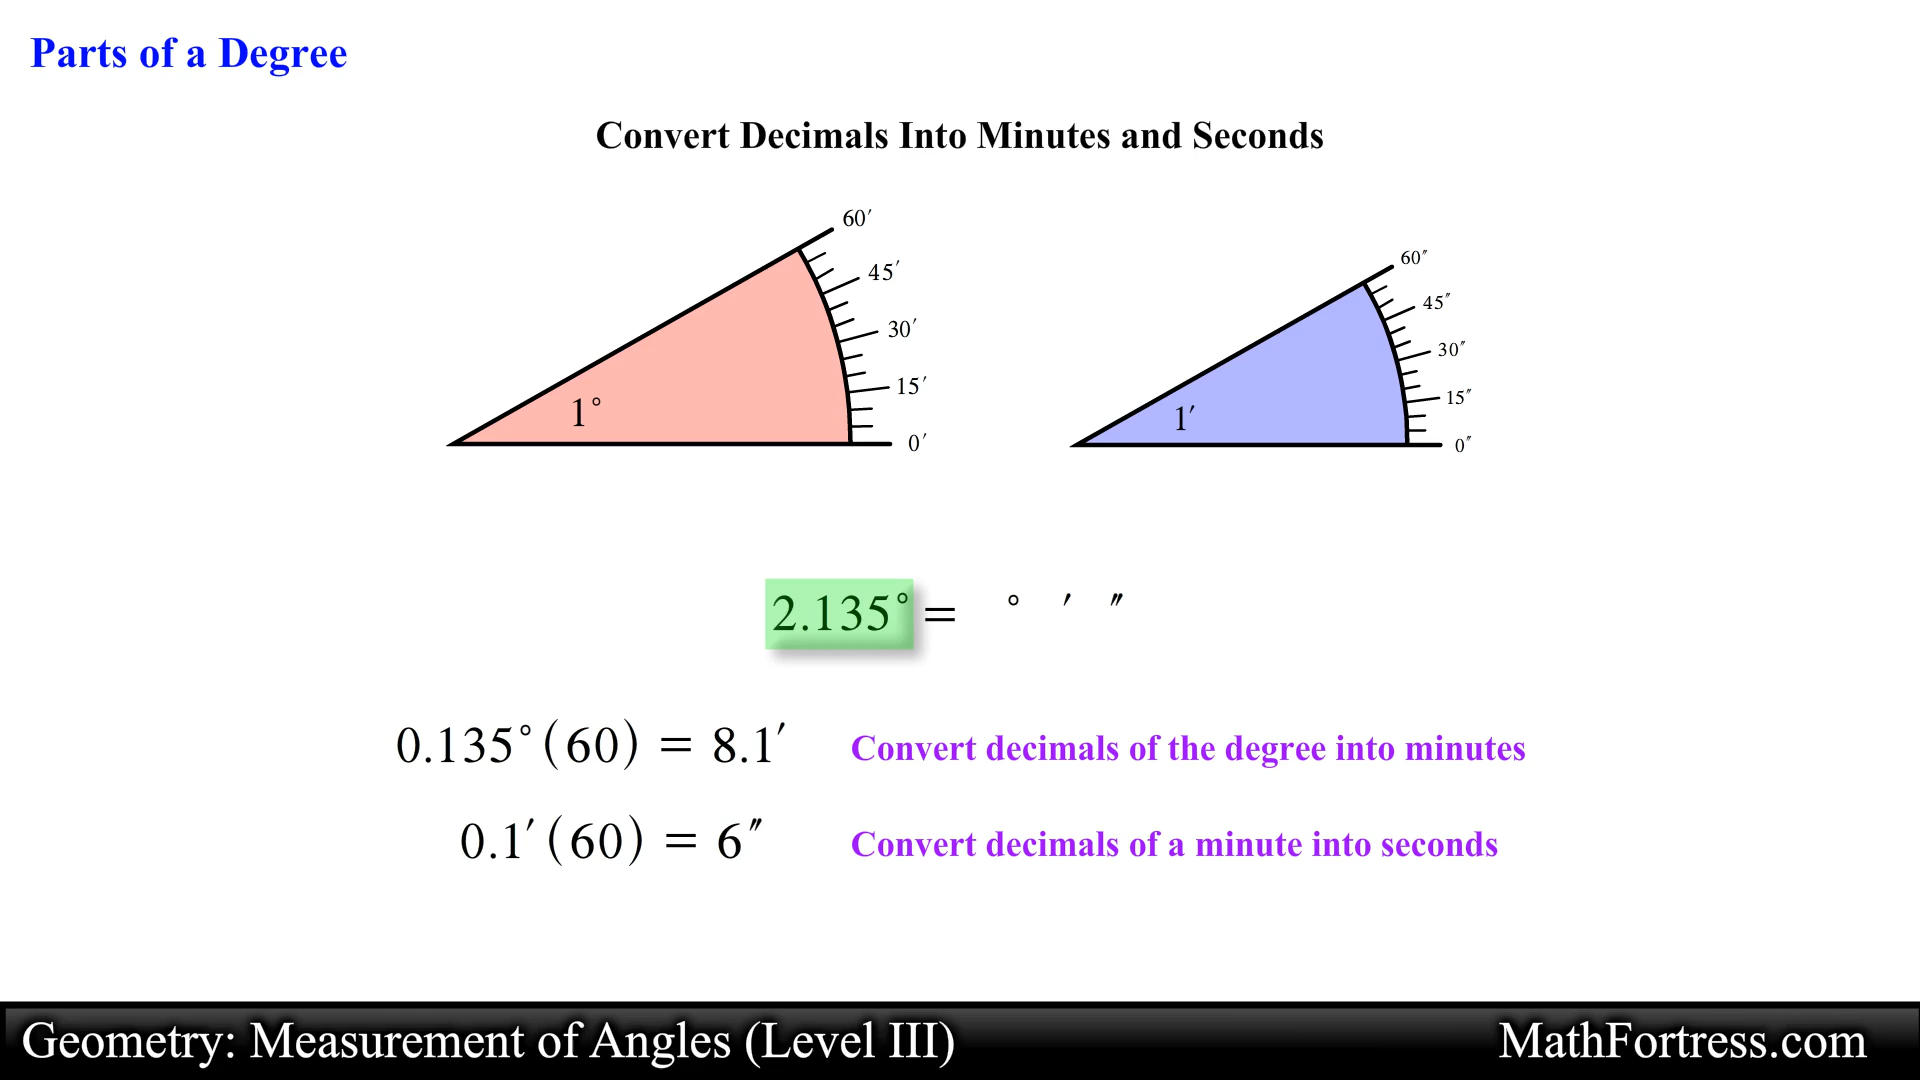 Parts of a Degree
Convert Decimals Into Minutes and Seconds
60′
45′
30′
15′
0′
1°
60″
45″
30″
15″
0″
1′
2.135° = ° ′ ″
0.135°(60) = 8.1′ Convert decimals of the degree into minutes
0.1′(60) = 6″ Convert decimals of a minute into seconds
Geometry: Measurement of Angles (Level III) MathFortress.com